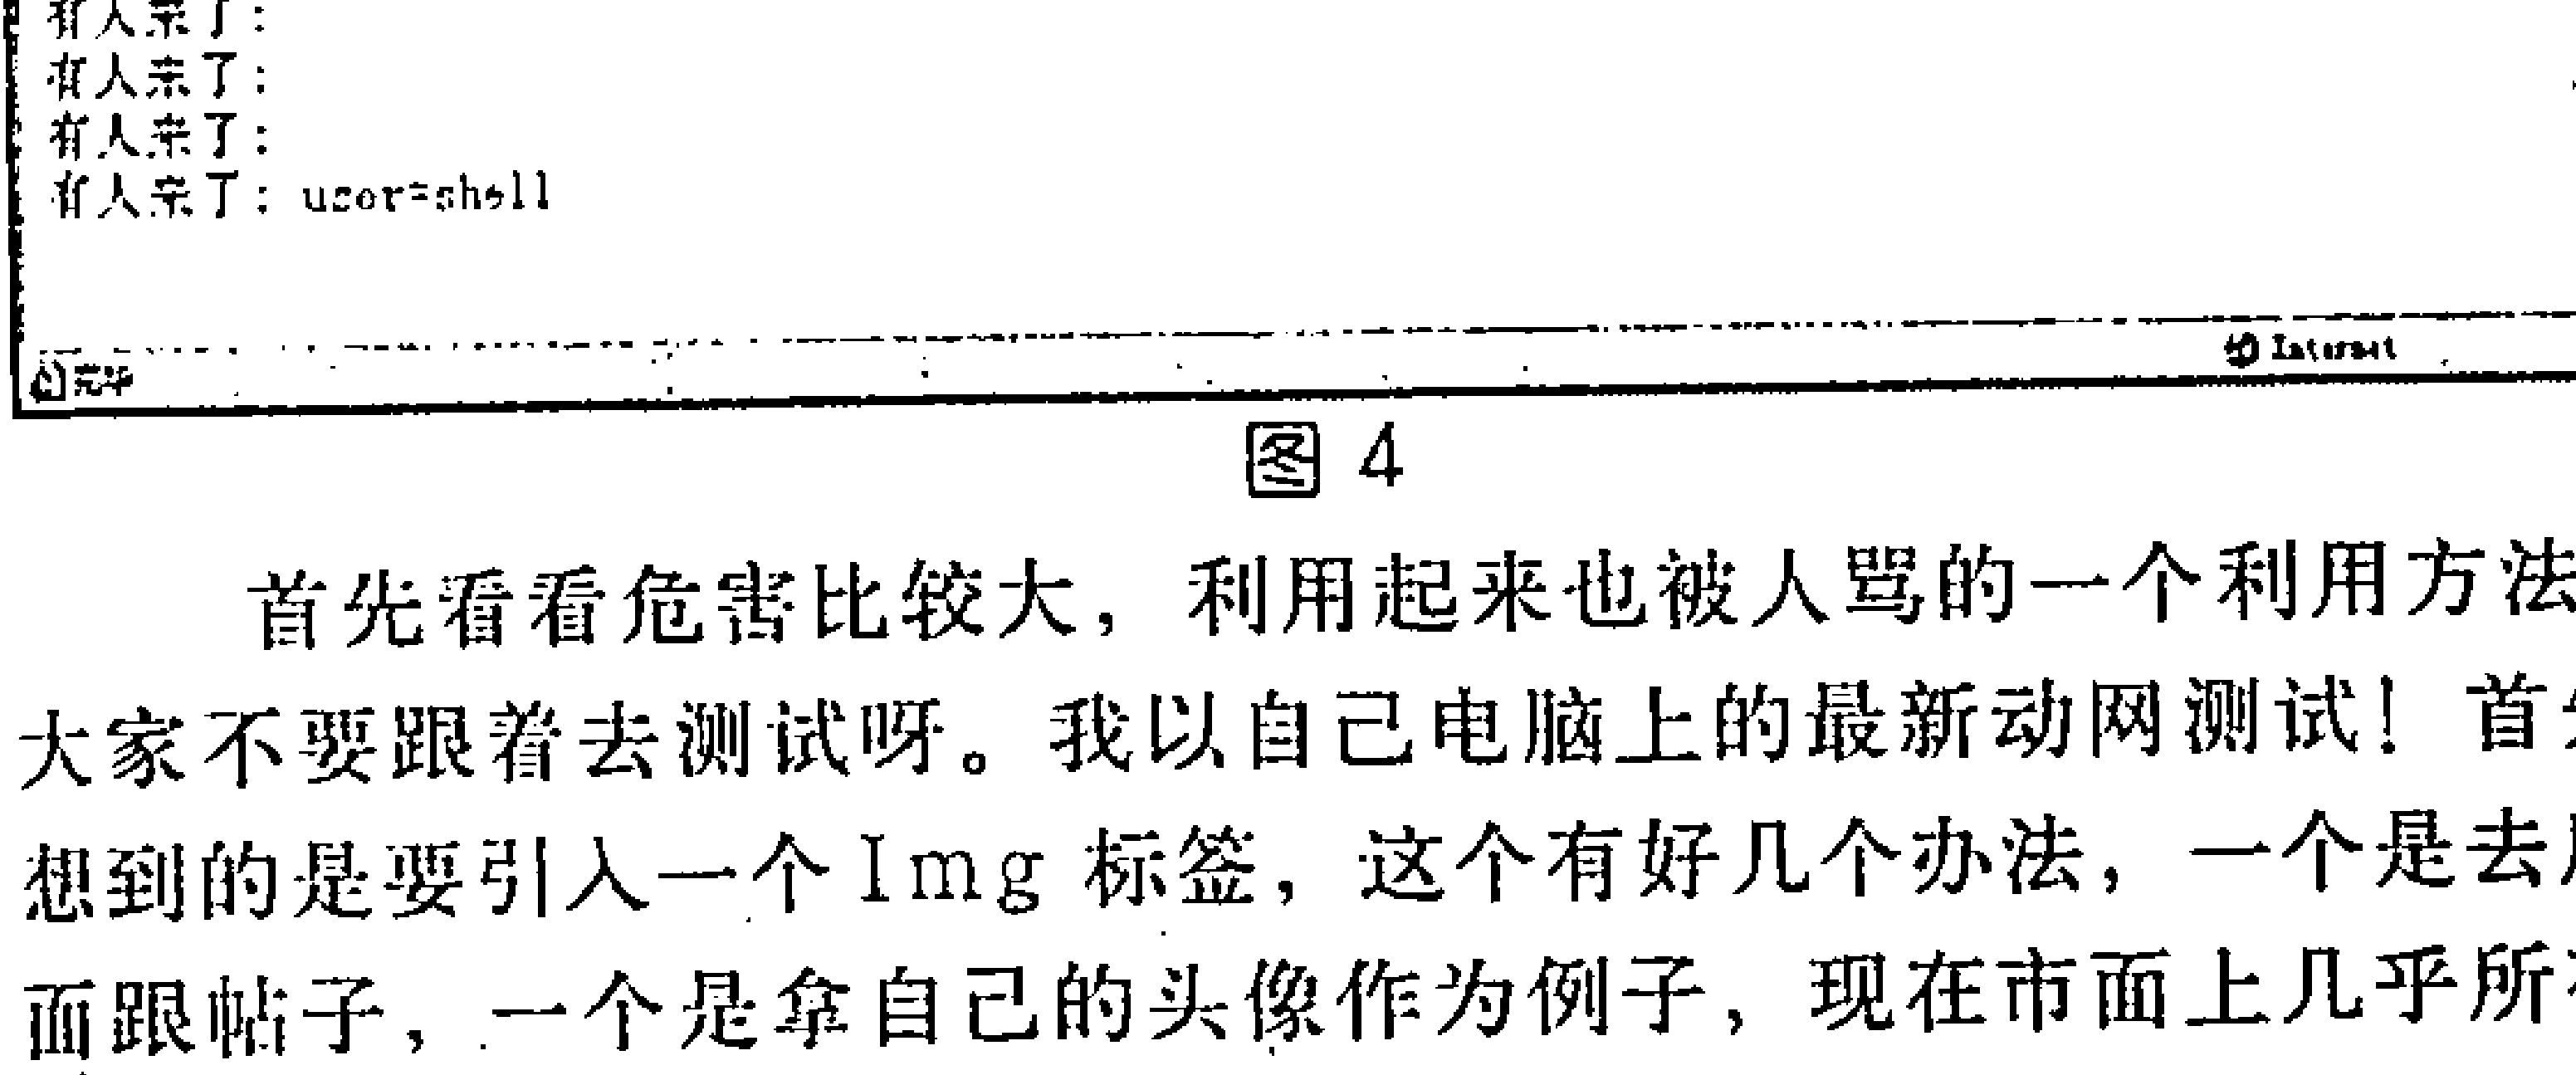 有人来了:
有人来了:
有人来了:
有人来了: user=shell
完毕
Internet
图 4
首先看看危害比较大，利用起来也被人骂的一个利用方法
大家不要跟着去测试呀。我以自己电脑上的最新动网测试！首
想到的是要引入一个 Img 标签，这个有好几个办法，一个是去
面跟帖子，一个是拿自己的头像作为例子，现在市面上几乎所